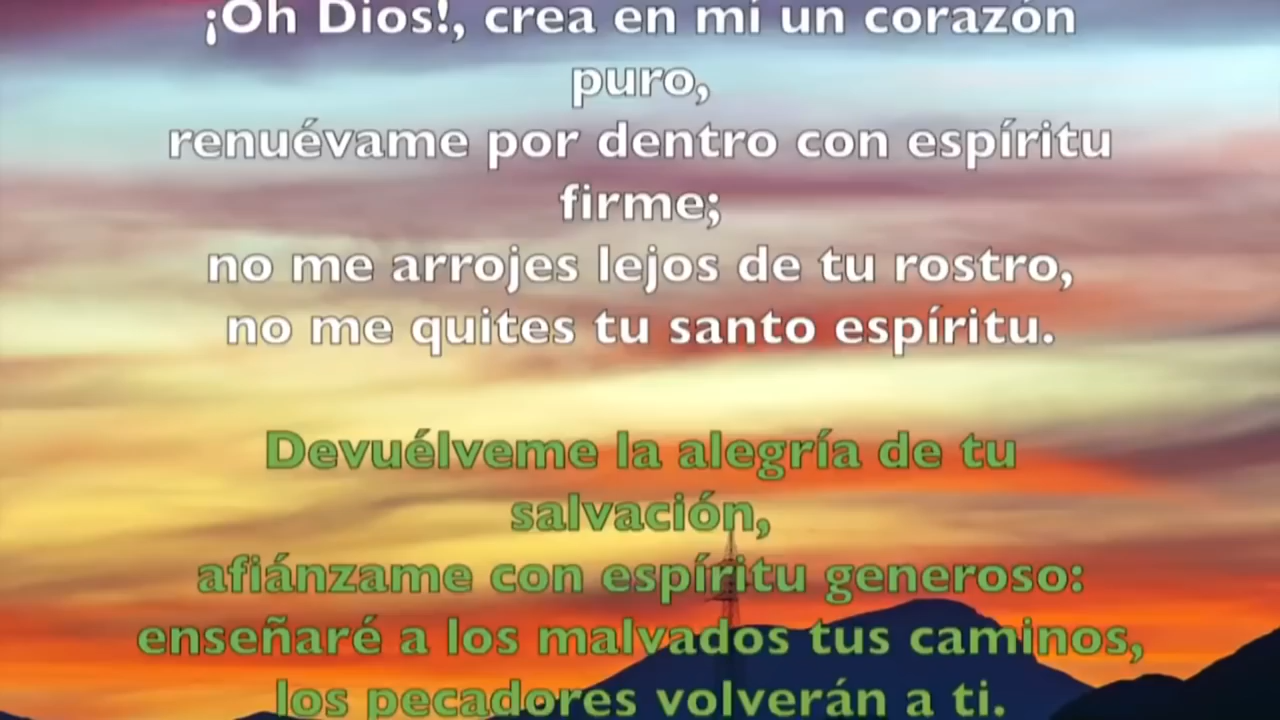 ¡Oh Dios!, crea en mí un corazón
puro,
renuévame por dentro con espíritu
firme;
no me arrojes lejos de tu rostro,
no me quites tu santo espíritu.
Devuélveme la alegría de tu
salvación,
afiánzame con espíritu generoso:
enseñaré a los malvados tus caminos,
los pecadores volverán a ti.